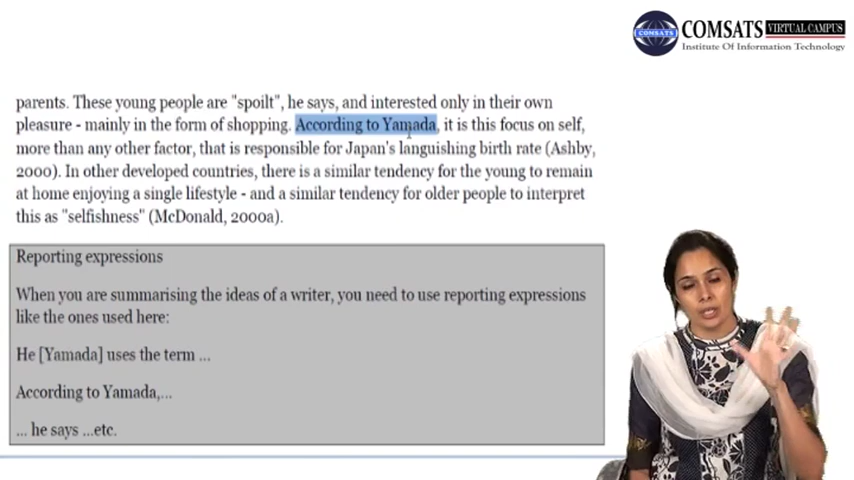 COMSATS VIRTUAL CAMPUS
COMSATS
Institute Of Information Technology
parents. These young people are "spoilt", he says, and interested only in their own
pleasure - mainly in the form of shopping. According to Yamada, it is this focus on self,
more than any other factor, that is responsible for Japan's languishing birth rate (Ashby,
2000). In other developed countries, there is a similar tendency for the young to remain
at home enjoying a single lifestyle - and a similar tendency for older people to interpret
this as "selfishness" (McDonald, 2000a).
Reporting expressions
When you are summarising the ideas of a writer, you need to use reporting expressions
like the ones used here:
He [Yamada] uses the term ...
According to Yamada,...
... he says ...etc.